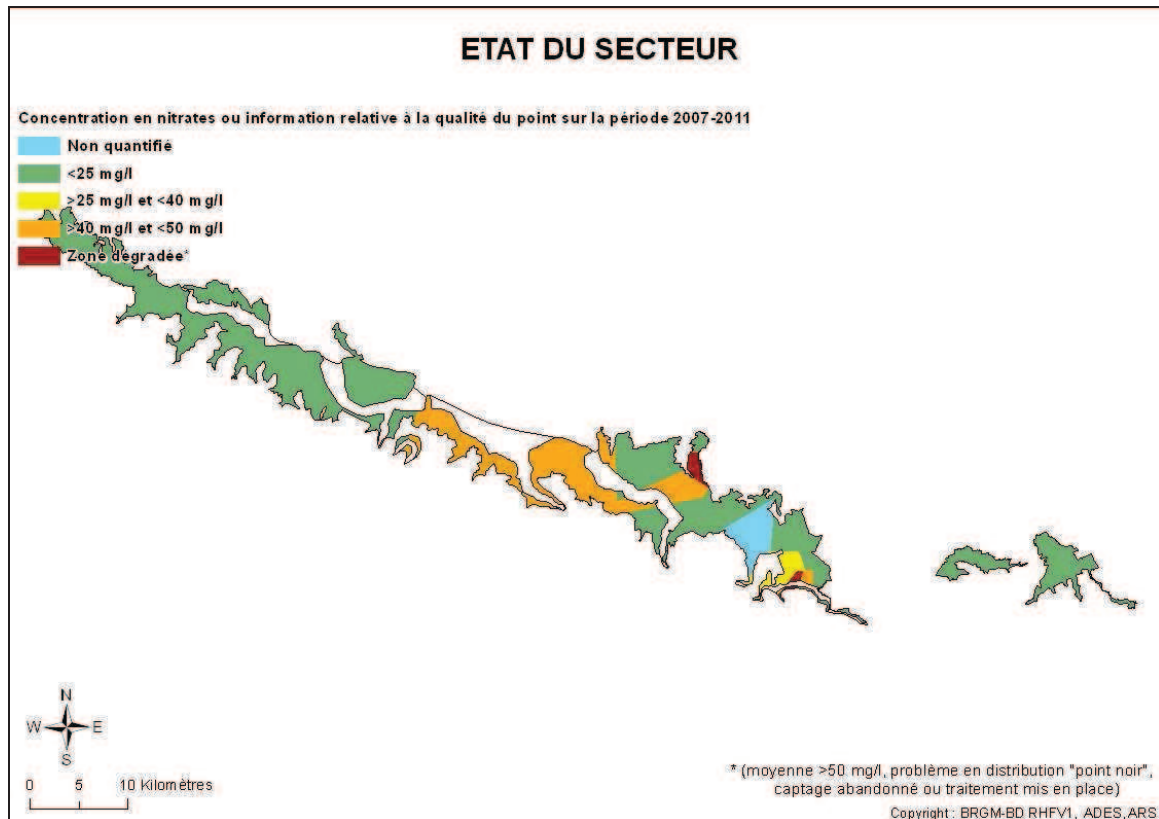 ETAT DU SECTEUR
Concentration en nitrates ou information relative à la qualité du point sur la période 2007-2011
Non quantifié
<25 mg/l
>25 mg/l et <40 mg/l
>40 mg/l et <50 mg/l
Zone dégradée*
N
W E
S
0 5 10 Kilomètres
* (moyenne >50 mg/l, problème en distribution "point noir",
captage abandonné ou traitement mis en place)
Copyright : BRGM-BD RHFV1, ADES,ARS